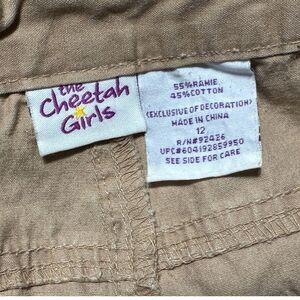 the
Cheetah
Girls
55%RAMIE
45%COTTON
(EXCLUSIVE OF DECORATION)
MADE IN CHINA
12
R/N#92426
UPC#604192859950
SEE SIDE FOR CARE